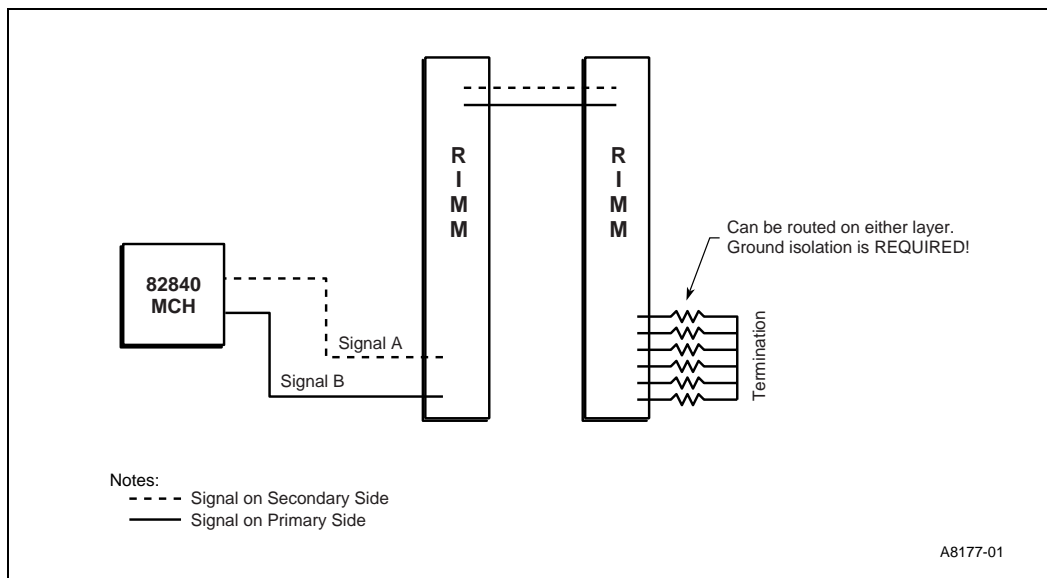 R
I
M
M
R
I
M
M
Can be routed on either layer.
Ground isolation is REQUIRED!
82840
MCH
Signal A
Signal B
Termination
Notes:
Signal on Secondary Side
Signal on Primary Side
A8177-01